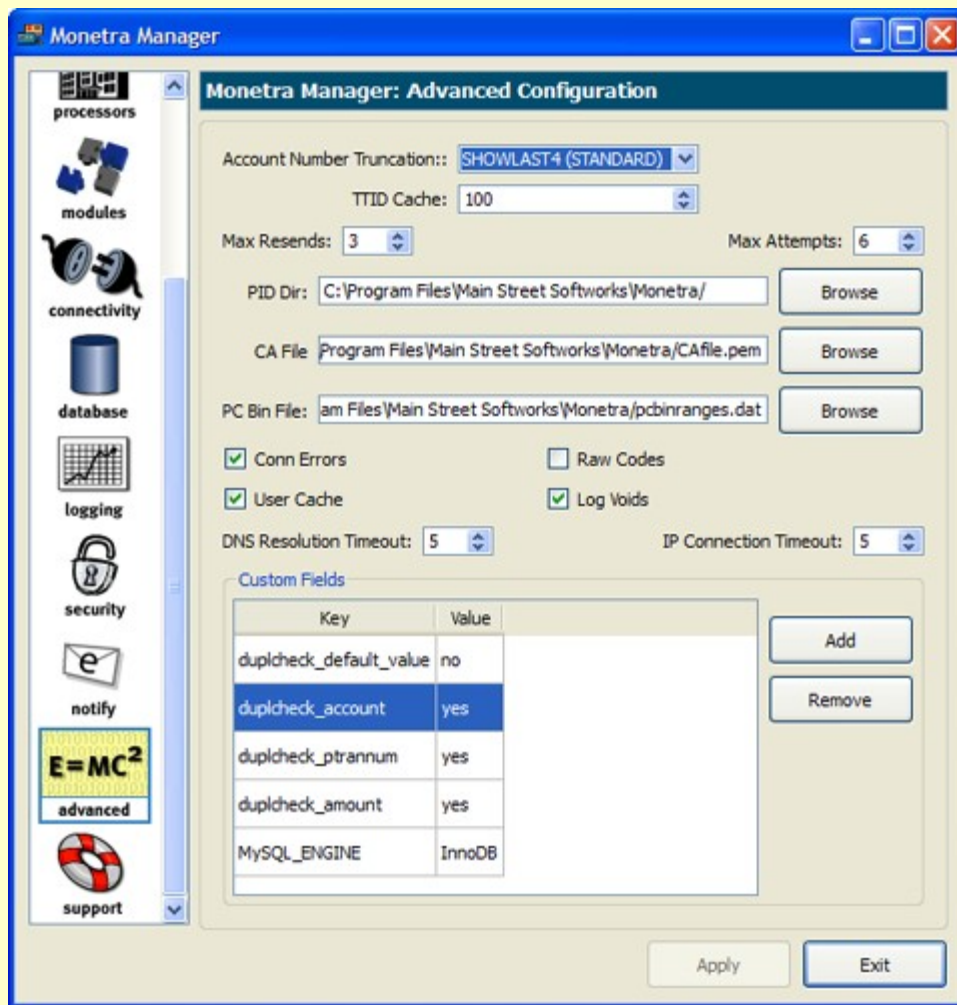 Monetra Manager
processors
modules
connectivity
database
logging
security
e
notify
E=MC²
advanced
support
Monetra Manager: Advanced Configuration
Account Number Truncation:: SHOWLAST4 (STANDARD)
TTID Cache: 100
Max Resends: 3 Max Attempts: 6
PID Dir: C:\Program Files\Main Street Softworks\Monetra/ Browse
CA File Program Files\Main Street Softworks\Monetra/CAfile.pem Browse
PC Bin File: am Files\Main Street Softworks\Monetra/pcbinranges.dat Browse
Conn Errors Raw Codes
User Cache Log Voids
DNS Resolution Timeout: 5 IP Connection Timeout: 5
Custom Fields
Key Value
duplcheck_default_value no
duplcheck_account yes
duplcheck_ptrannum yes
duplcheck_amount yes
MySQL_ENGINE InnoDB
Add
Remove
Apply Exit